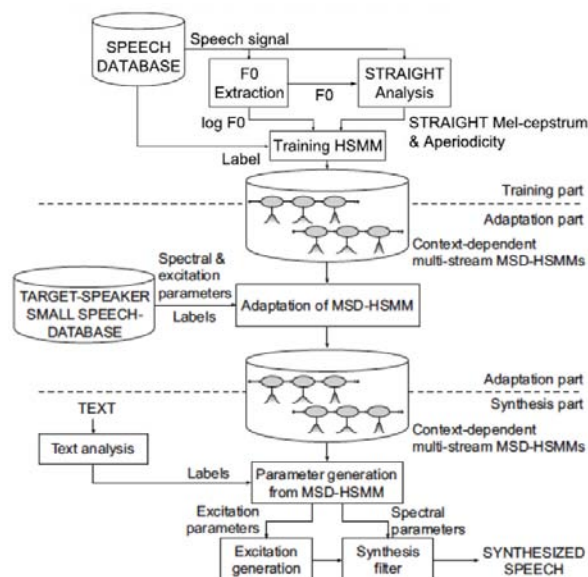 SPEECH
DATABASE
Speech signal
F0
Extraction
F0
STRAIGHT
Analysis
log F0
STRAIGHT Mel-cepstrum
& Aperiodicity
Training HSMM
Label
Training part
Adaptation part
Context-dependent
multi-stream MSD-HSMMs
Spectral &
excitation
parameters
TARGET-SPEAKER
SMALL SPEECH-
DATABASE
Labels
Adaptation of MSD-HSMM
Adaptation part
Synthesis part
Context-dependent
multi-stream MSD-HSMMs
TEXT
Text analysis
Labels
Parameter generation
from MSD-HSMM
Excitation
parameters
Spectral
parameters
Excitation
generation
Synthesis
filter
SYNTHESIZED
SPEECH